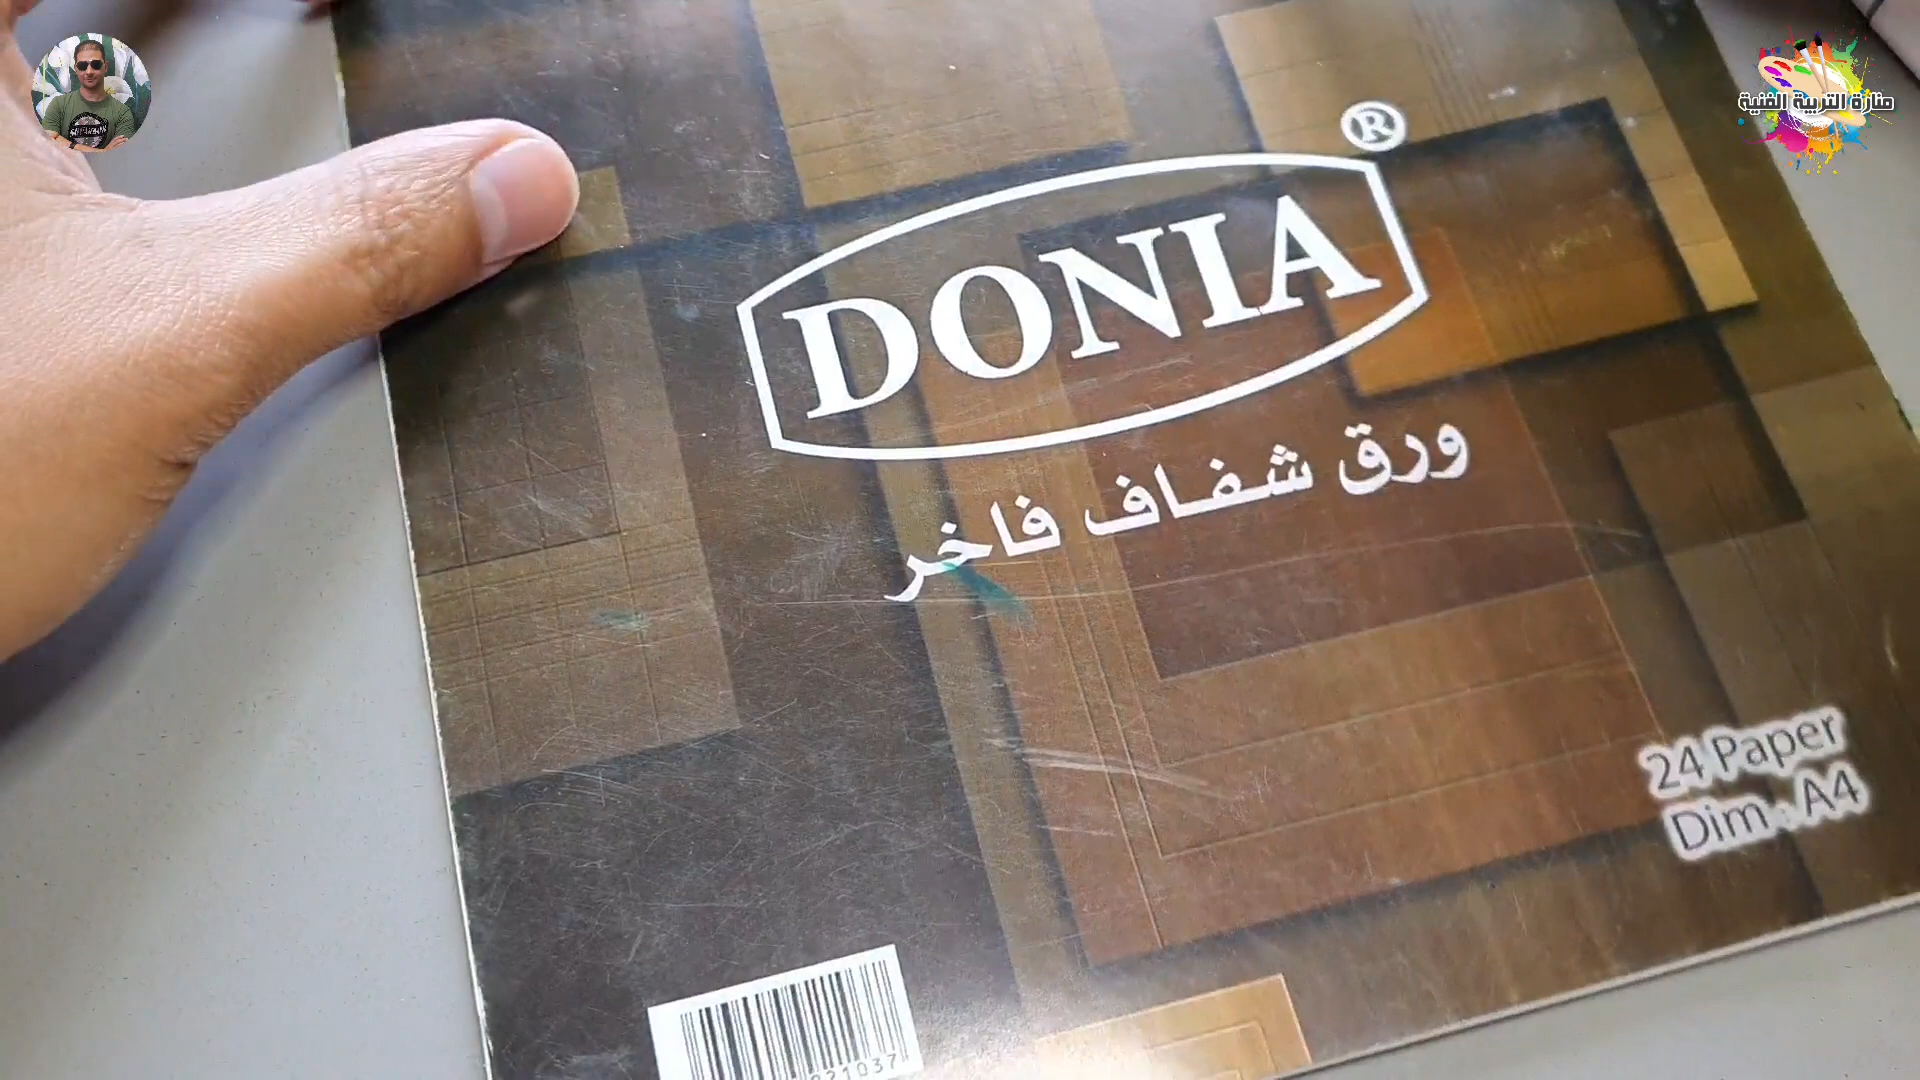 منارة التربية الفنية
®
DONIA
ورق شفاف فاخر
24 Paper
Dim : A4